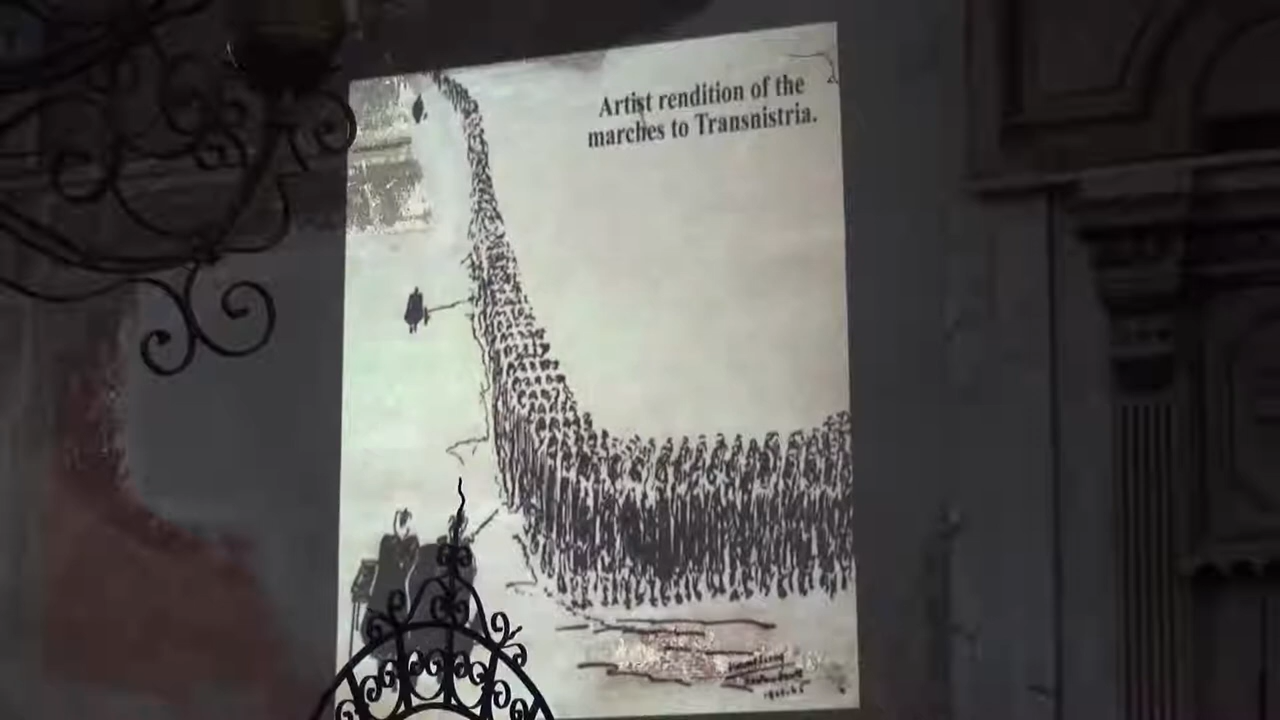 Artist rendition of the
marches to Transnistria.